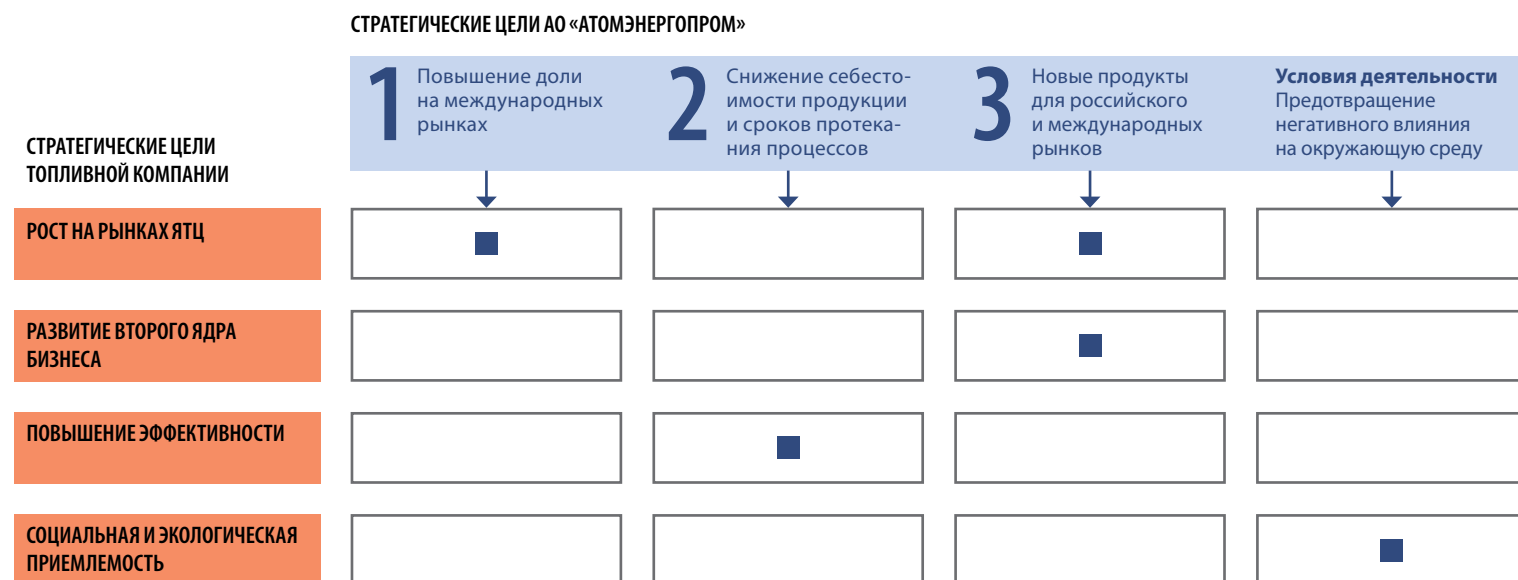 СТРАТЕГИЧЕСКИЕ ЦЕЛИ АО «АТОМЭНЕРГОПРОМ»
1
Повышение доли
на международных
рынках
2
Снижение себесто-
имости продукции
и сроков протека-
ния процессов
3
Новые продукты
для российского
и международных
рынков
Условия деятельности
Предотвращение
негативного влияния
на окружающую среду
СТРАТЕГИЧЕСКИЕ ЦЕЛИ
ТОПЛИВНОЙ КОМПАНИИ
РОСТ НА РЫНКАХ ЯТЦ
РАЗВИТИЕ ВТОРОГО ЯДРА
БИЗНЕСА
ПОВЫШЕНИЕ ЭФФЕКТИВНОСТИ
СОЦИАЛЬНАЯ И ЭКОЛОГИЧЕСКАЯ
ПРИЕМЛЕМОСТЬ